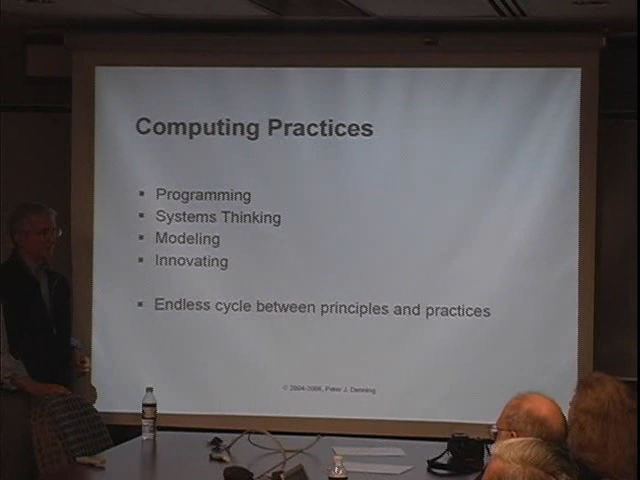 Computing Practices
▪ Programming
▪ Systems Thinking
▪ Modeling
▪ Innovating
▪ Endless cycle between principles and practices
© 2004-2006, Peter J. Denning